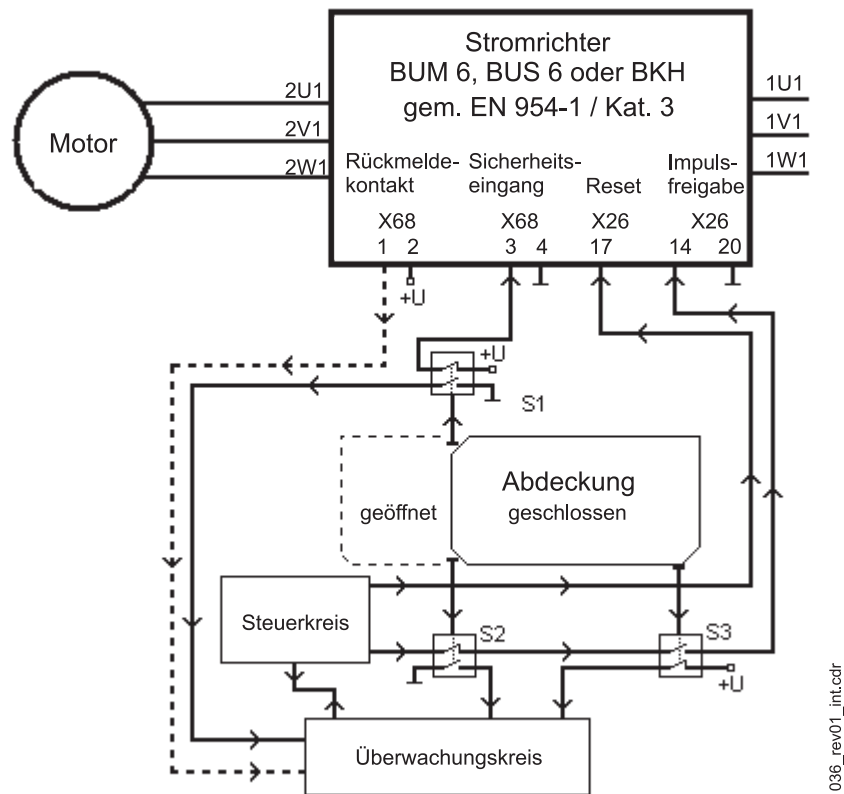 Stromrichter
BUM 6, BUS 6 oder BKH
gem. EN 954-1 / Kat. 3
Motor
2U1
2V1
2W1
1U1
1V1
1W1
Rückmelde-
kontakt
Sicherheits-
eingang
Reset
Impuls-
freigabe
X68
1 2
X68
3 4
X26
17
X26
14 20
+U
+U
S1
geöffnet
Abdeckung
geschlossen
Steuerkreis
S2
S3
+U
Überwachungskreis
036_rev01_int.cdr